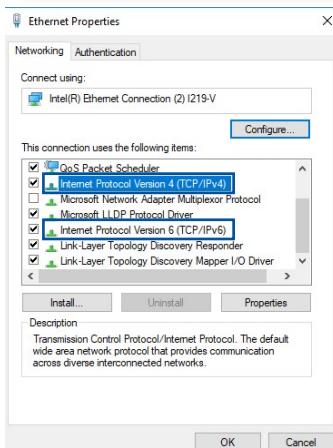 Ethernet Properties
Networking Authentication
Connect using:
Intel(R) Ethernet Connection (2) I219-V
Configure...
This connection uses the following items:
QoS Packet Scheduler
Internet Protocol Version 4 (TCP/IPv4)
Microsoft Network Adapter Multiplexor Protocol
Microsoft LLDP Protocol Driver
Internet Protocol Version 6 (TCP/IPv6)
Link-Layer Topology Discovery Responder
Link-Layer Topology Discovery Mapper I/O Driver
Install... Uninstall Properties
Description
Transmission Control Protocol/Internet Protocol. The default
wide area network protocol that provides communication
across diverse interconnected networks.
OK Cancel